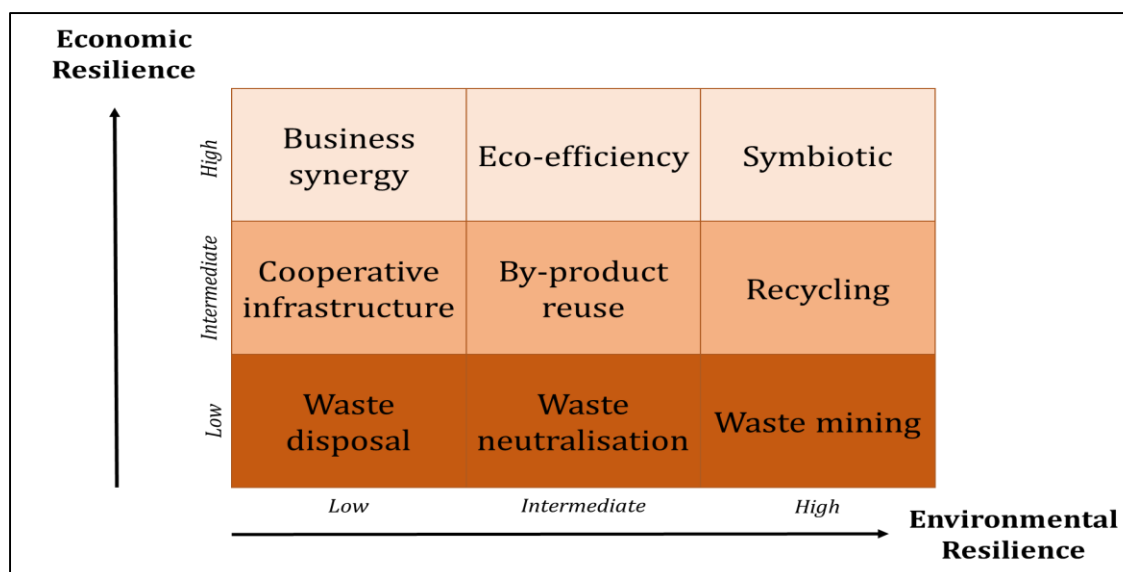 Economic
Resilience
High
Business
synergy
Eco-efficiency
Symbiotic
Intermediate
Cooperative
infrastructure
By-product
reuse
Recycling
Low
Waste
disposal
Waste
neutralisation
Waste mining
Low
Intermediate
High
Environmental
Resilience